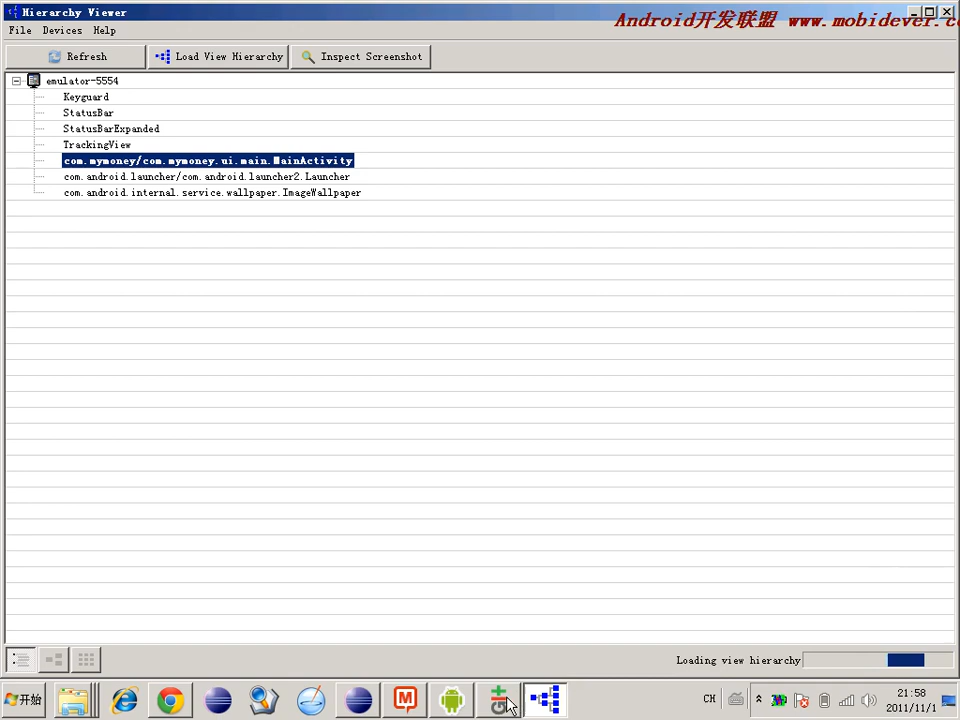 Hierarchy Viewer
Android开发联盟 www.mobidever.c
File Devices Help
Refresh
Load View Hierarchy
Inspect Screenshot
emulator-5554
Keyguard
StatusBar
StatusBarExpanded
TrackingView
com.mymoney/com.mymoney.ui.main.MainActivity
com.android.launcher/com.android.launcher2.Launcher
com.android.internal.service.wallpaper.ImageWallpaper
Loading view hierarchy
开始
CH
21:58
2011/11/1